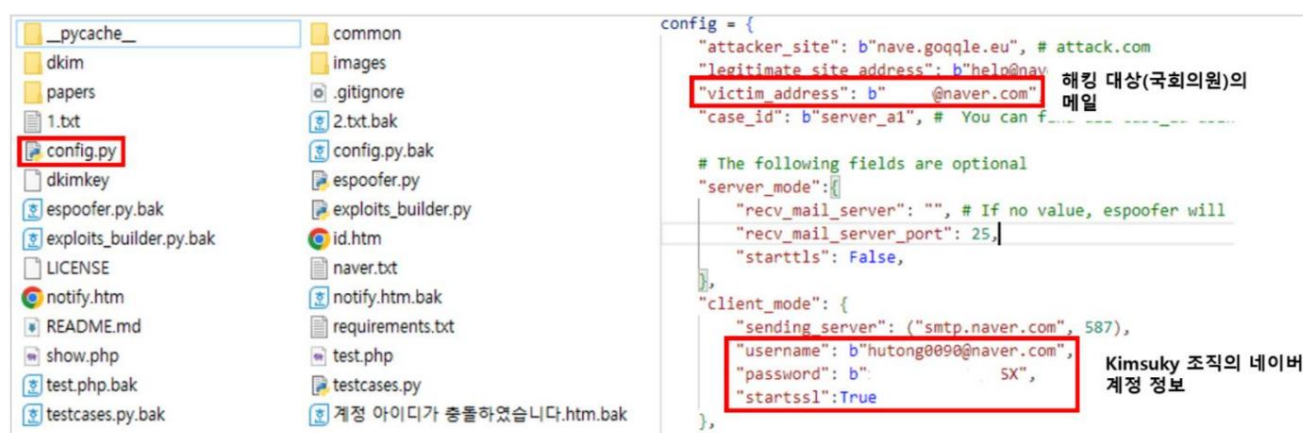 __pycache__
dkim
papers
1.txt
config.py
dkimkey
espoofer.py.bak
exploits_builder.py.bak
LICENSE
notify.htm
README.md
show.php
test.php.bak
testcases.py.bak
common
images
.gitignore
2.txt.bak
config.py.bak
espoofer.py
exploits_builder.py
id.htm
naver.txt
notify.htm.bak
requirements.txt
test.php
testcases.py
계정 아이디가 충돌하였습니다.htm.bak
config = {
"attacker_site": b"nave.goqqle.eu", # attack.com
"legitimate_site_address": b"help@nav
"victim_address": b" @naver.com"
해킹 대상(국회의원)의
메일
"case_id": b"server_a1", # You can
# The following fields are optional
"server_mode":{
"recv_mail_server": "", # If no value, espoofer will
"recv_mail_server_port": 25,
"starttls": False,
},
"client_mode": {
"sending_server": ("smtp.naver.com", 587),
"username": b"hutong0090@naver.com",
"password": b" SX",
"startssl":True
Kimsuky 조직의 네이버
계정 정보
},